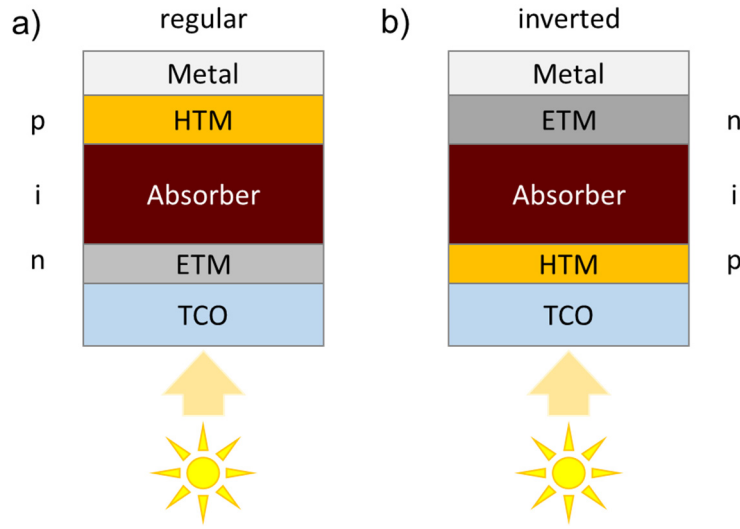 a) regular
Metal
p HTM
i Absorber
n ETM
TCO
b) inverted
Metal
ETM n
Absorber i
HTM p
TCO